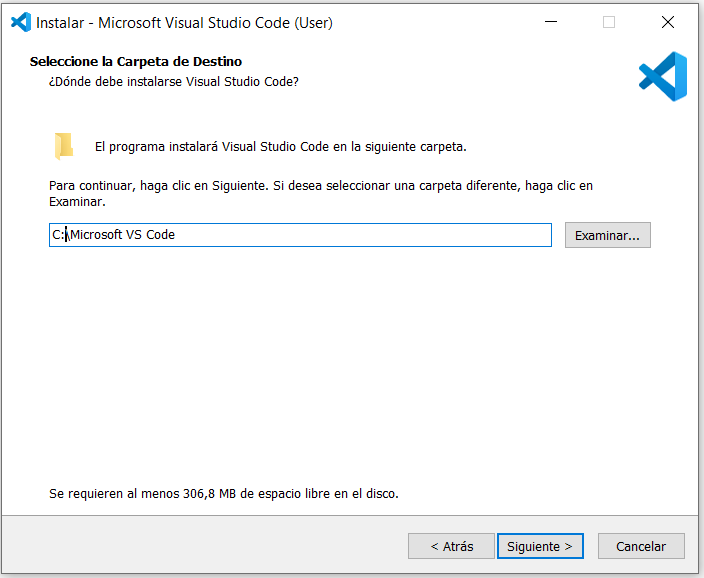 Instalar - Microsoft Visual Studio Code (User)
Seleccione la Carpeta de Destino
¿Dónde debe instalarse Visual Studio Code?
El programa instalará Visual Studio Code en la siguiente carpeta.
Para continuar, haga clic en Siguiente. Si desea seleccionar una carpeta diferente, haga clic en
Examinar.
C:\Microsoft VS Code
Examinar...
Se requieren al menos 306,8 MB de espacio libre en el disco.
< Atrás
Siguiente >
Cancelar